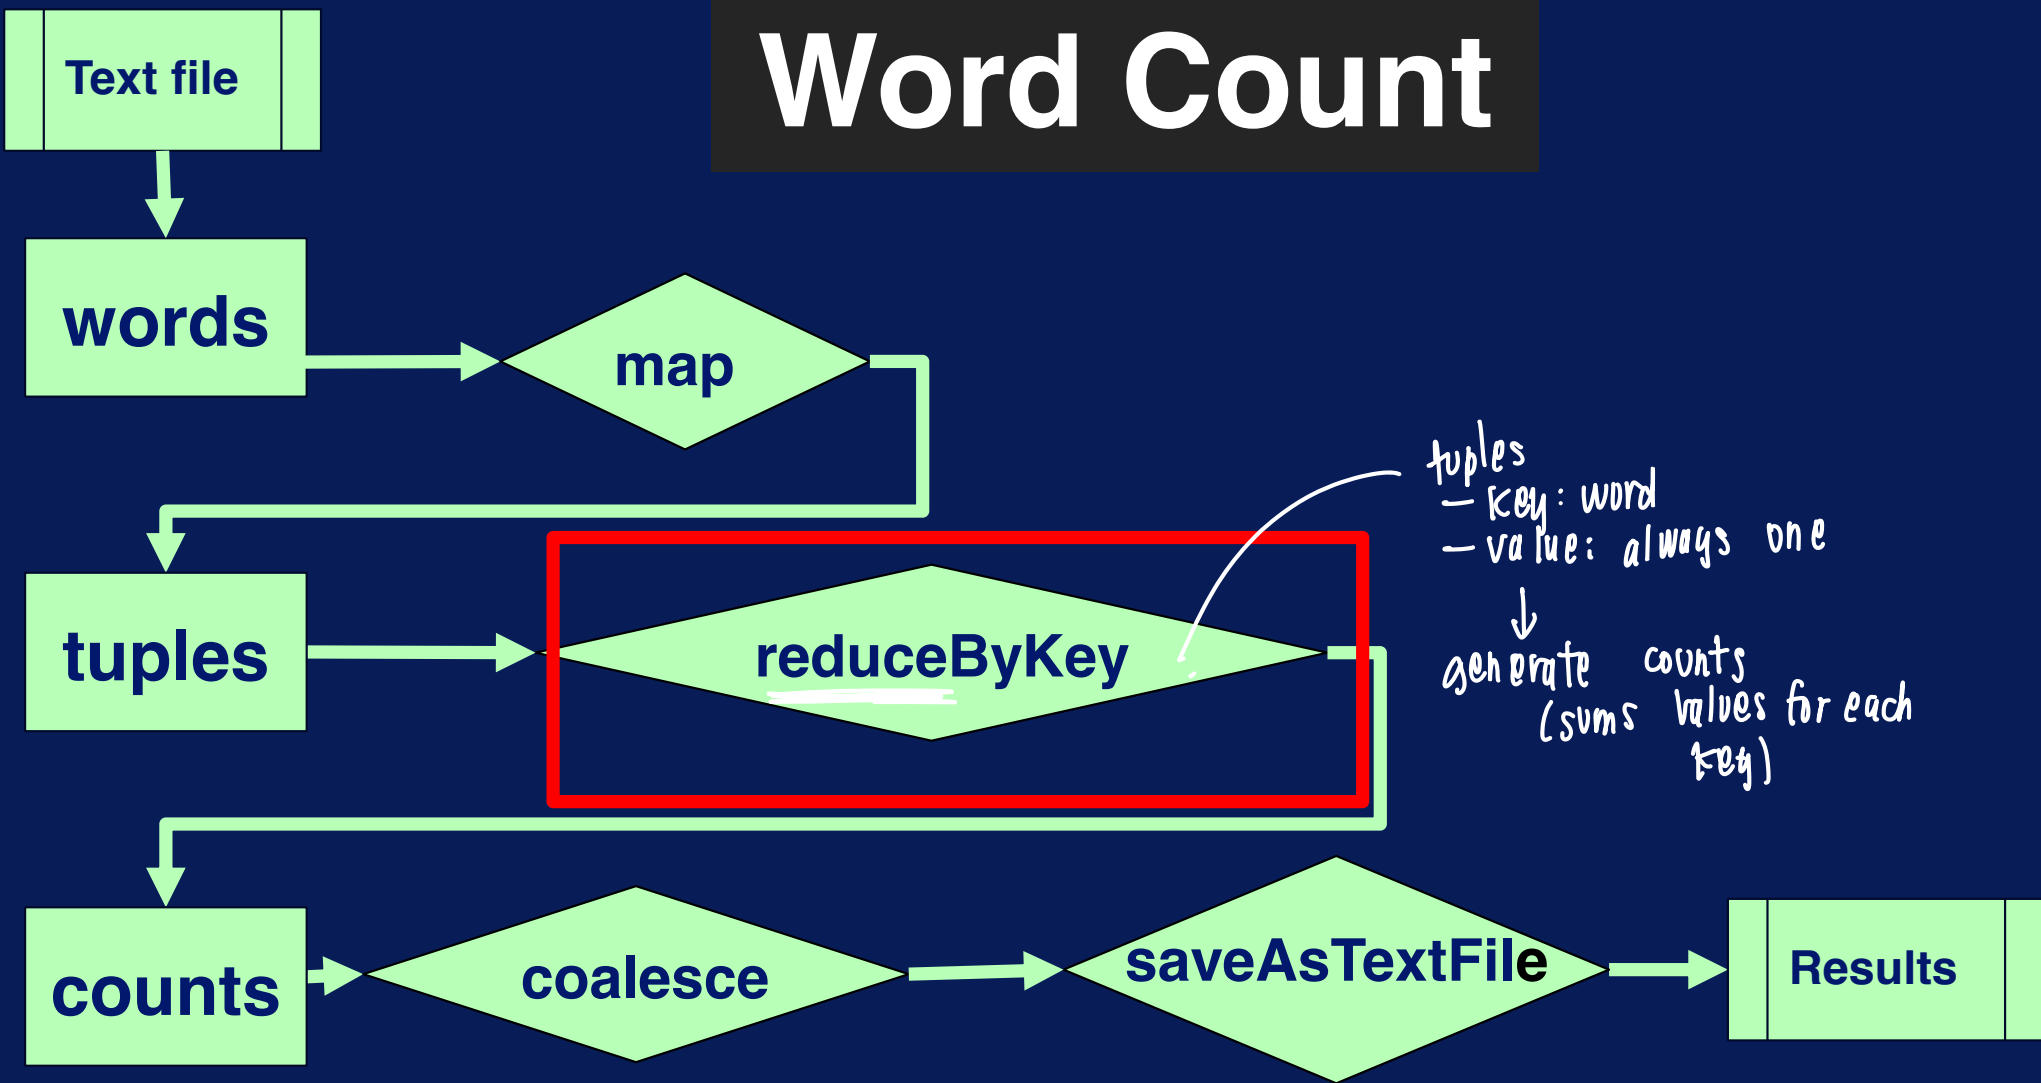 Word Count
Text file
words
map
tuples
reduceByKey
tuples
- Key: word
- value: always one
↓
generate counts
(sums values for each
key)
counts
coalesce
saveAsTextFile
Results